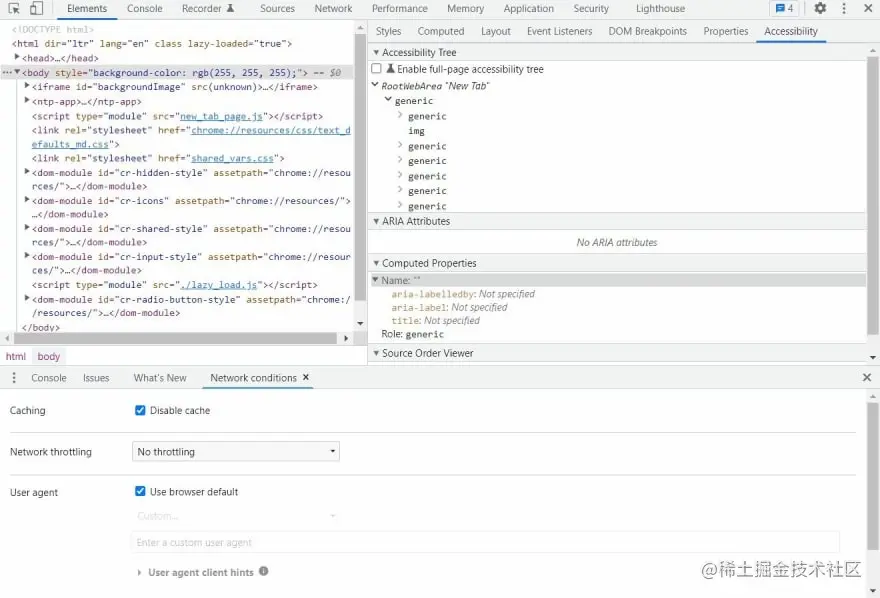 Elements Console Recorder Sources Network Performance Memory Application Security Lighthouse 4
<!DOCTYPE html>
<html dir="ltr" lang="en" class lazy-loaded="true">
<head>…</head>
<body style="background-color: rgb(255, 255, 255);"> == $0
<iframe id="backgroundImage" src(unknown)>…</iframe>
<ntp-app>…</ntp-app>
<script type="module" src="new_tab_page.js"></script>
<link rel="stylesheet" href="chrome://resources/css/text_d
efaults_md.css">
<link rel="stylesheet" href="shared_vars.css">
<dom-module id="cr-hidden-style" assetpath="chrome://resou
rces/">…</dom-module>
<dom-module id="cr-icons" assetpath="chrome://resources/">
…</dom-module>
<dom-module id="cr-shared-style" assetpath="chrome://resou
rces/">…</dom-module>
<dom-module id="cr-input-style" assetpath="chrome://resour
ces/">…</dom-module>
<script type="module" src="./lazy_load.js"></script>
<dom-module id="cr-radio-button-style" assetpath="chrome:/
/resources/">…</dom-module>
</body>
html body
Styles Computed Layout Event Listeners DOM Breakpoints Properties Accessibility
Accessibility Tree
Enable full-page accessibility tree
RootWebArea "New Tab"
generic
generic
img
generic
generic
generic
generic
generic
ARIA Attributes
No ARIA attributes
Computed Properties
Name: ""
aria-labelledby: Not specified
aria-label: Not specified
title: Not specified
Role: generic
Source Order Viewer
Console Issues What's New Network conditions
Caching Disable cache
Network throttling No throttling
User agent Use browser default
Custom...
Enter a custom user agent
User agent client hints
@稀土掘金技术社区